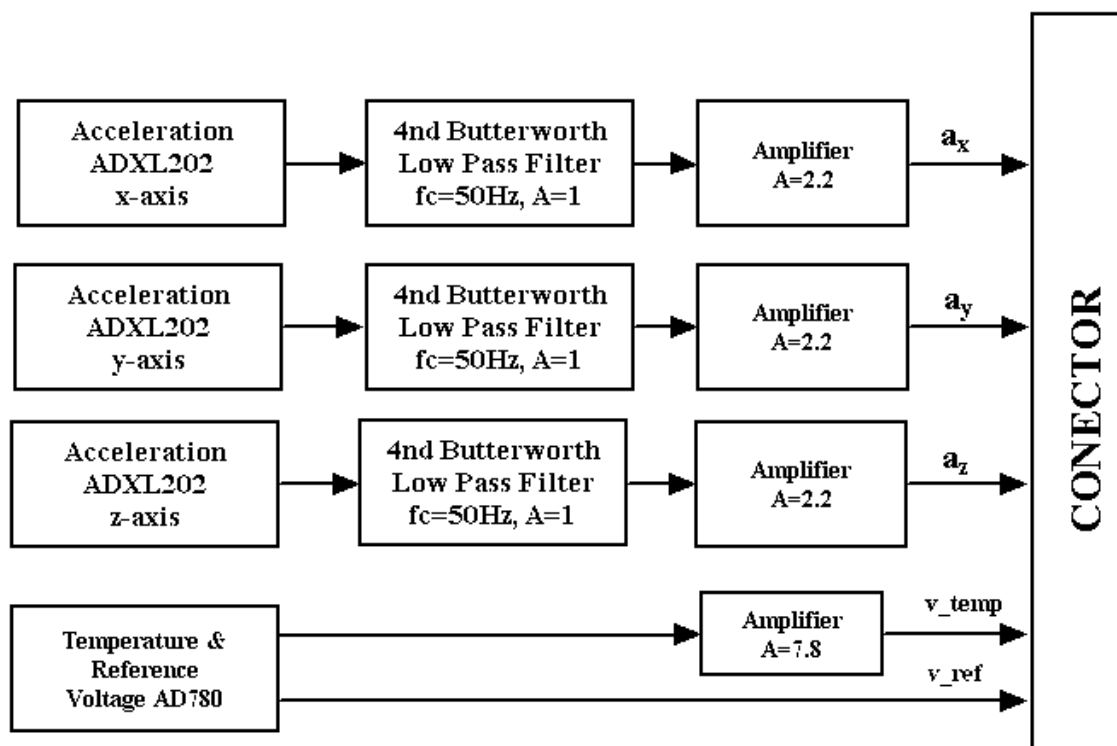 Acceleration
ADXL202
x-axis
4nd Butterworth
Low Pass Filter
fc=50Hz, A=1
Amplifier
A=2.2
ax
Acceleration
ADXL202
y-axis
4nd Butterworth
Low Pass Filter
fc=50Hz, A=1
Amplifier
A=2.2
ay
Acceleration
ADXL202
z-axis
4nd Butterworth
Low Pass Filter
fc=50Hz, A=1
Amplifier
A=2.2
az
Temperature &
Reference
Voltage AD780
Amplifier
A=7.8
v_temp
v_ref
CONECTOR